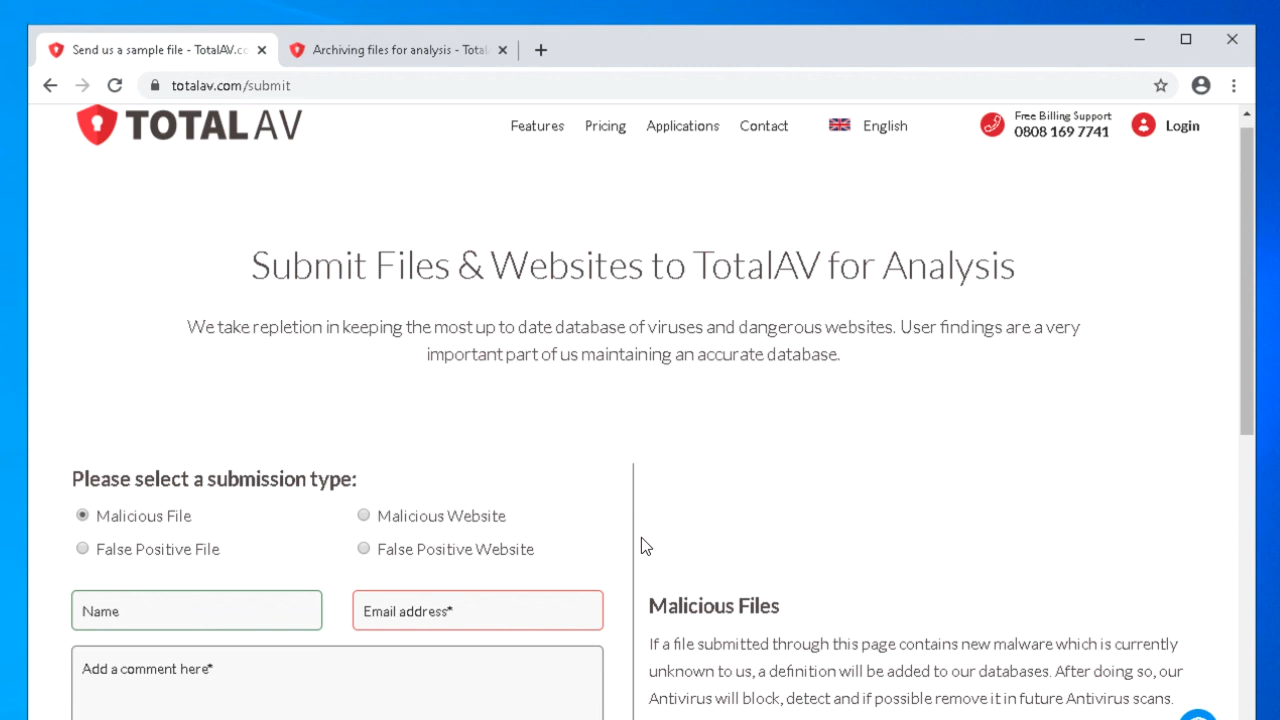 Send us a sample file - TotalAV.cc
Archiving files for analysis - Total
totalav.com/submit
TOTALAV
Features
Pricing
Applications
Contact
English
Free Billing Support
0808 169 7741
Login
Submit Files & Websites to TotalAV for Analysis
We take repletion in keeping the most up to date database of viruses and dangerous websites. User findings are a very
important part of us maintaining an accurate database.
Please select a submission type:
Malicious File
Malicious Website
False Positive File
False Positive Website
Name
Email address*
Add a comment here*
Malicious Files
If a file submitted through this page contains new malware which is currently
unknown to us, a definition will be added to our databases. After doing so, our
Antivirus will block, detect and if possible remove it in future Antivirus scans.